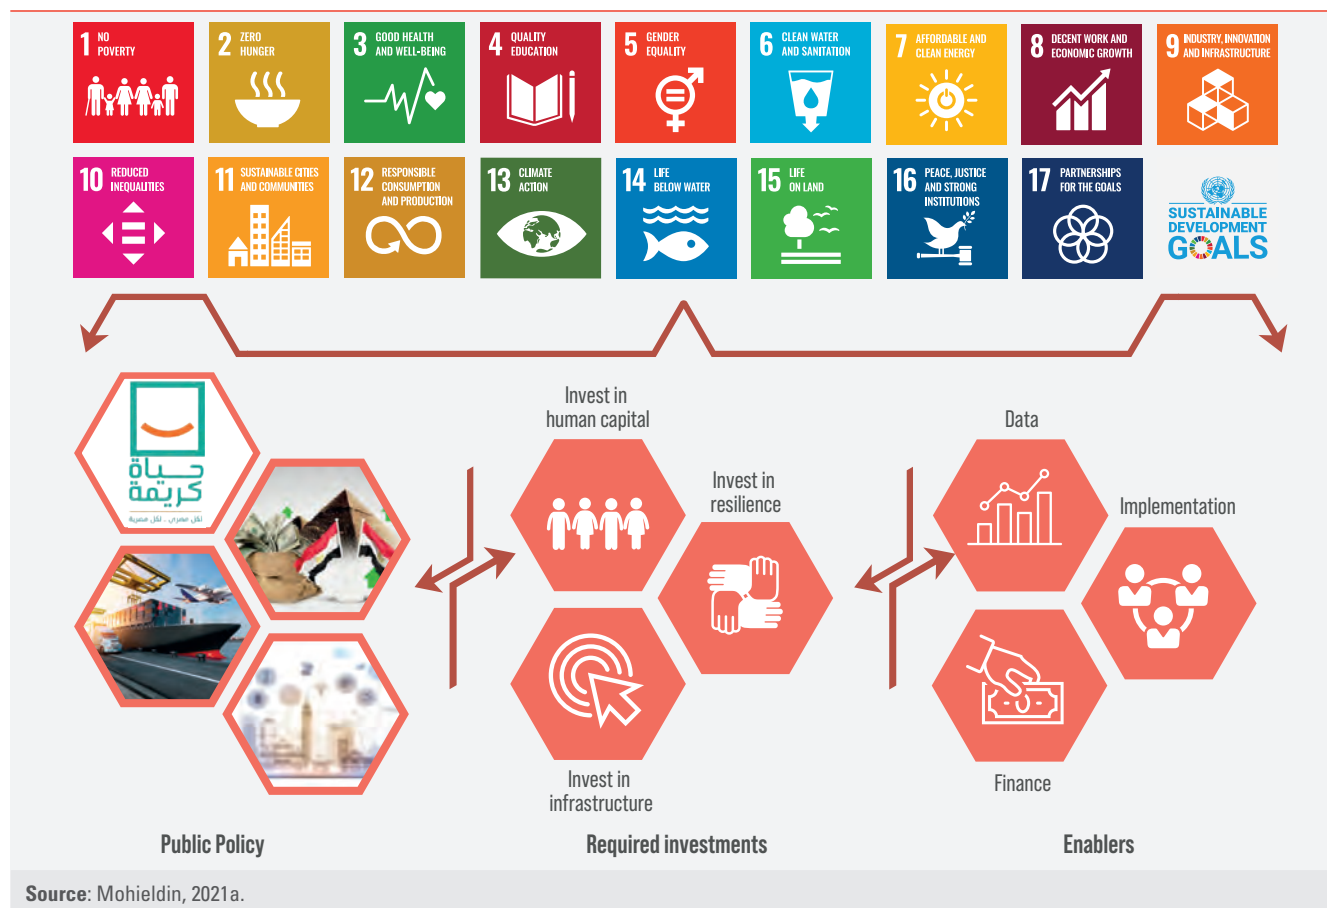 1 NO
POVERTY
2 ZERO
HUNGER
3 GOOD HEALTH
AND WELL-BEING
4 QUALITY
EDUCATION
5 GENDER
EQUALITY
6 CLEAN WATER
AND SANITATION
7 AFFORDABLE AND
CLEAN ENERGY
8 DECENT WORK AND
ECONOMIC GROWTH
9 INDUSTRY, INNOVATION
AND INFRASTRUCTURE
10 REDUCED
INEQUALITIES
11 SUSTAINABLE CITIES
AND COMMUNITIES
12 RESPONSIBLE
CONSUMPTION
AND PRODUCTION
13 CLIMATE
ACTION
14 LIFE
BELOW WATER
15 LIFE
ON LAND
16 PEACE, JUSTICE
AND STRONG
INSTITUTIONS
17 PARTNERSHIPS
FOR THE GOALS
SUSTAINABLE
DEVELOPMENT
GOALS
حياة
كريمة
لكل مصري .. لكل مصرية
Invest in
human capital
Invest in
resilience
Invest in
infrastructure
Data
Implementation
Finance
Public Policy
Required investments
Enablers
Source: Mohieldin, 2021a.